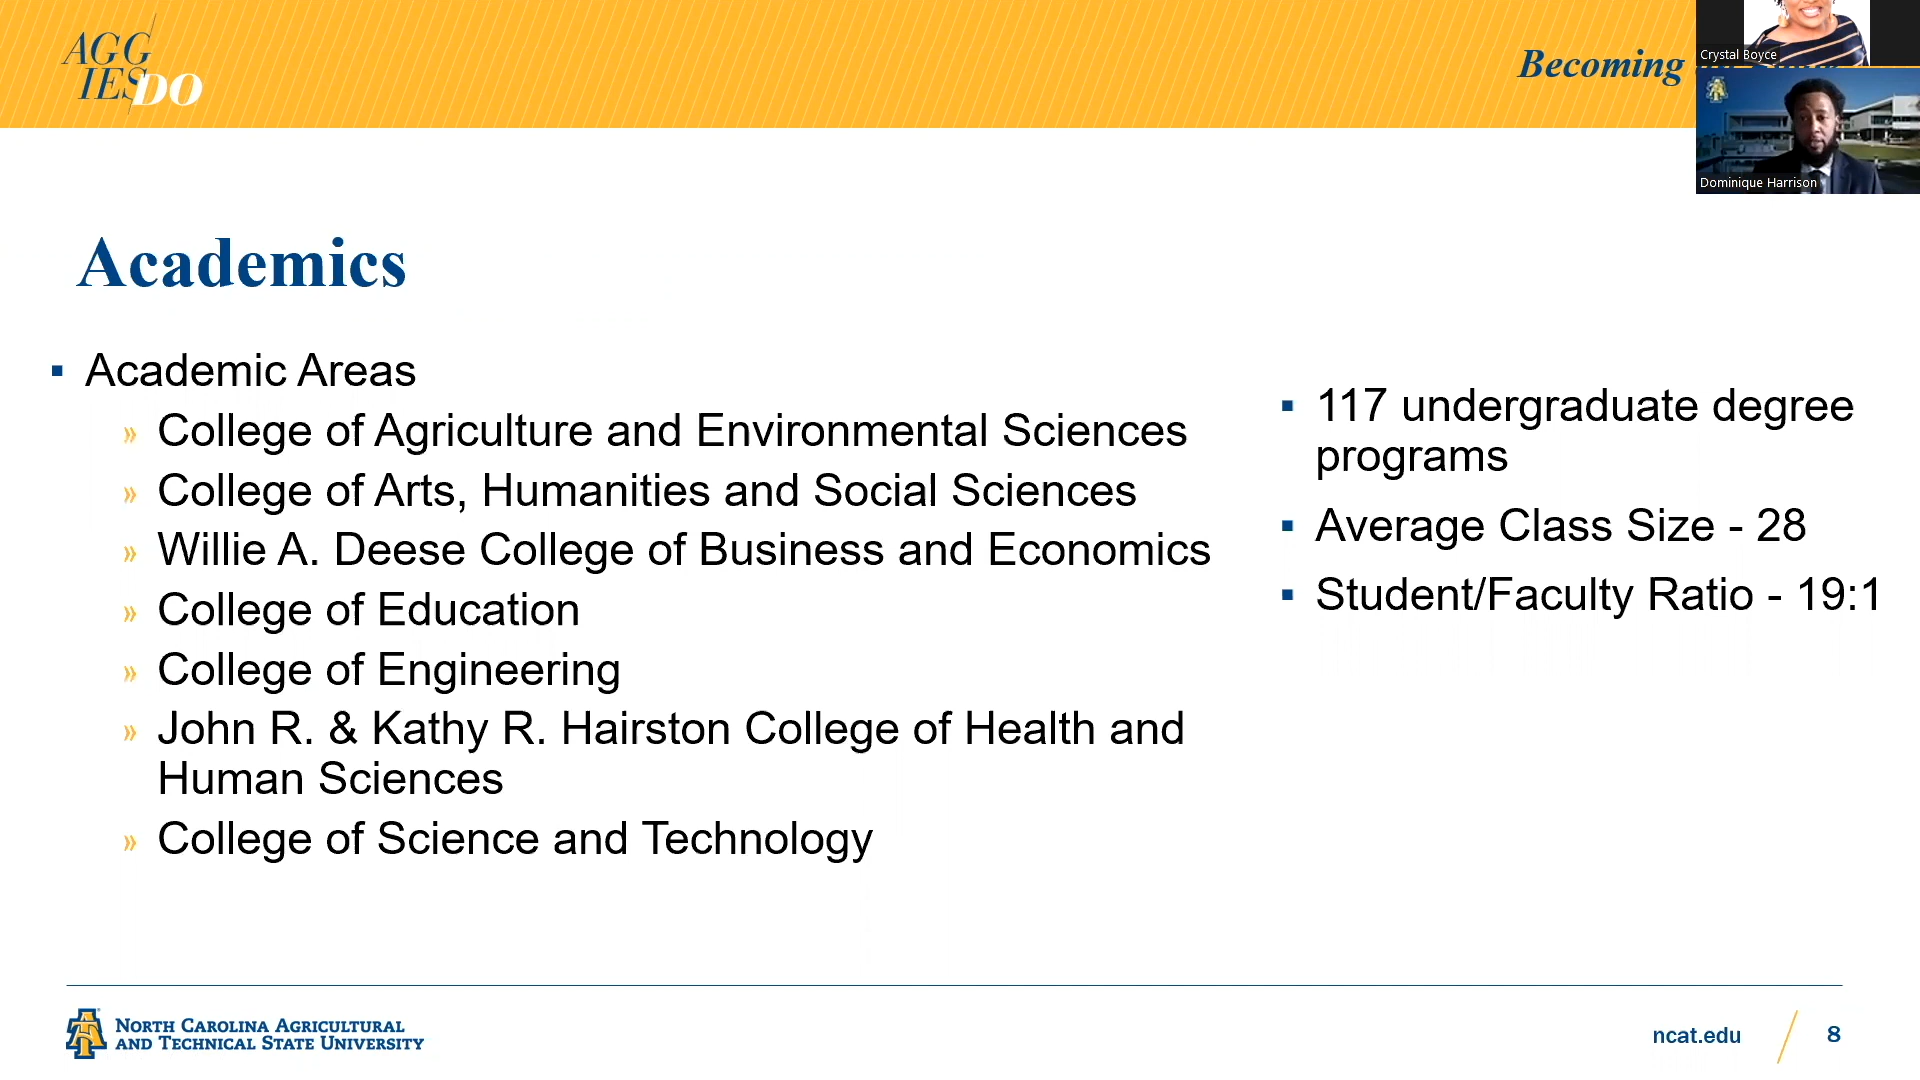 AGG
IES DO
Becoming
Crystal Boyce
Dominique Harrison
Academics
▪ Academic Areas
» College of Agriculture and Environmental Sciences
» College of Arts, Humanities and Social Sciences
» Willie A. Deese College of Business and Economics
» College of Education
» College of Engineering
» John R. & Kathy R. Hairston College of Health and
Human Sciences
» College of Science and Technology
▪ 117 undergraduate degree
programs
▪ Average Class Size - 28
▪ Student/Faculty Ratio - 19:1
NORTH CAROLINA AGRICULTURAL
AND TECHNICAL STATE UNIVERSITY
ncat.edu
8